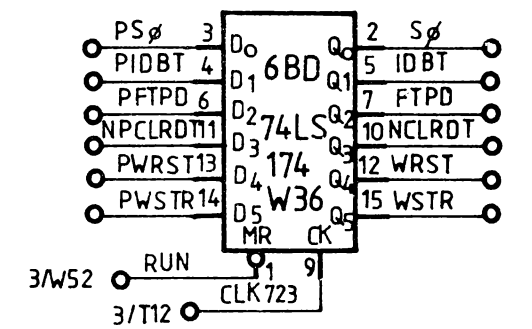 PSø 3 D0 Q0 2 Sø
6BD
PIDBT 4 D1 Q1 5 IDBT
PFTPD 6 D2 Q2 7 FTPD
74LS
NPCLRDT 11 D3 Q3 10 NCLRDT
174
PWRST 13 D4 Q4 12 WRST
W36
PWSTR 14 D5 Q5 15 WSTR
MR CK
3/W52 RUN 1 9
CLK723
3/T12